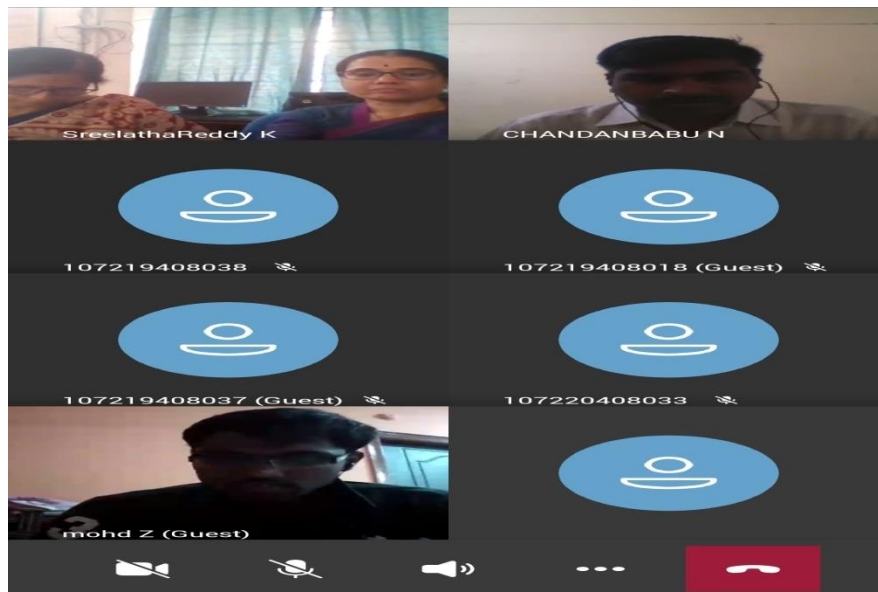 SreelathaReddy K
CHANDANBABU N
107219408038
107219408018 (Guest)
107219408037 (Guest)
107220408033
mohd Z (Guest)